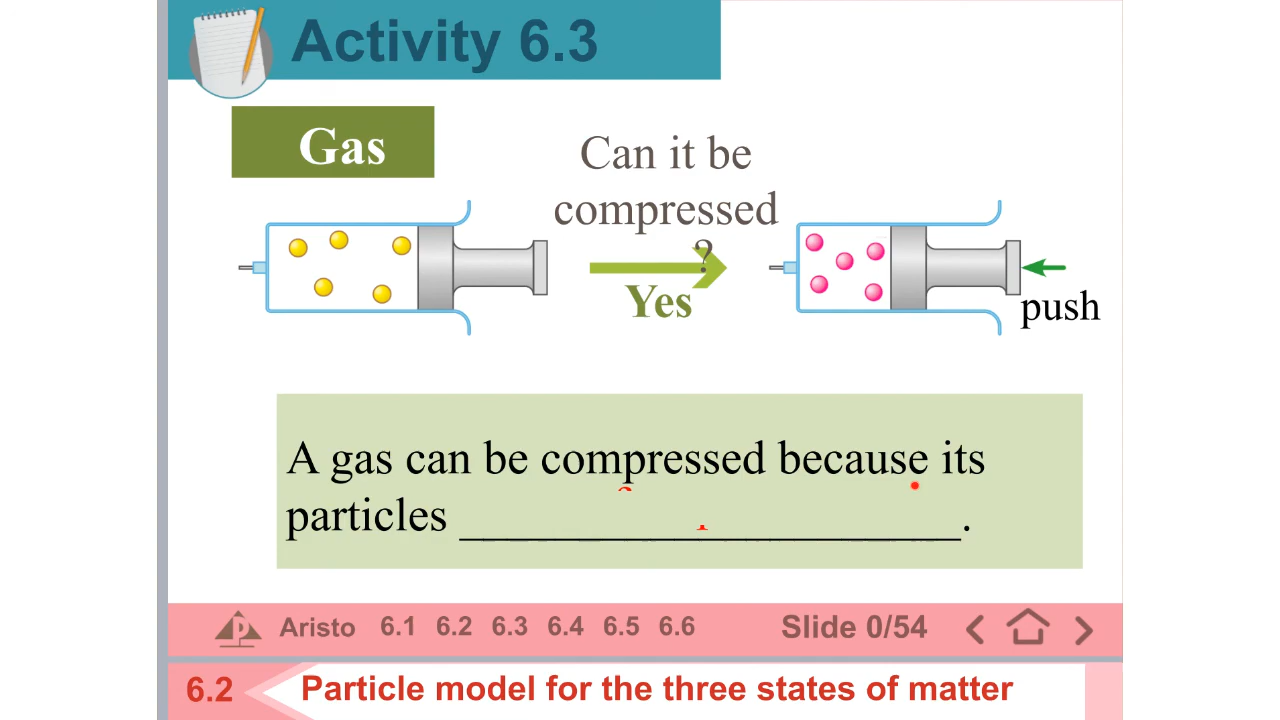 Activity 6.3
Gas
Can it be
compressed
?
Yes
push
A gas can be compressed because its
particles _____________________.
Aristo 6.1 6.2 6.3 6.4 6.5 6.6 Slide 0/54
6.2 Particle model for the three states of matter